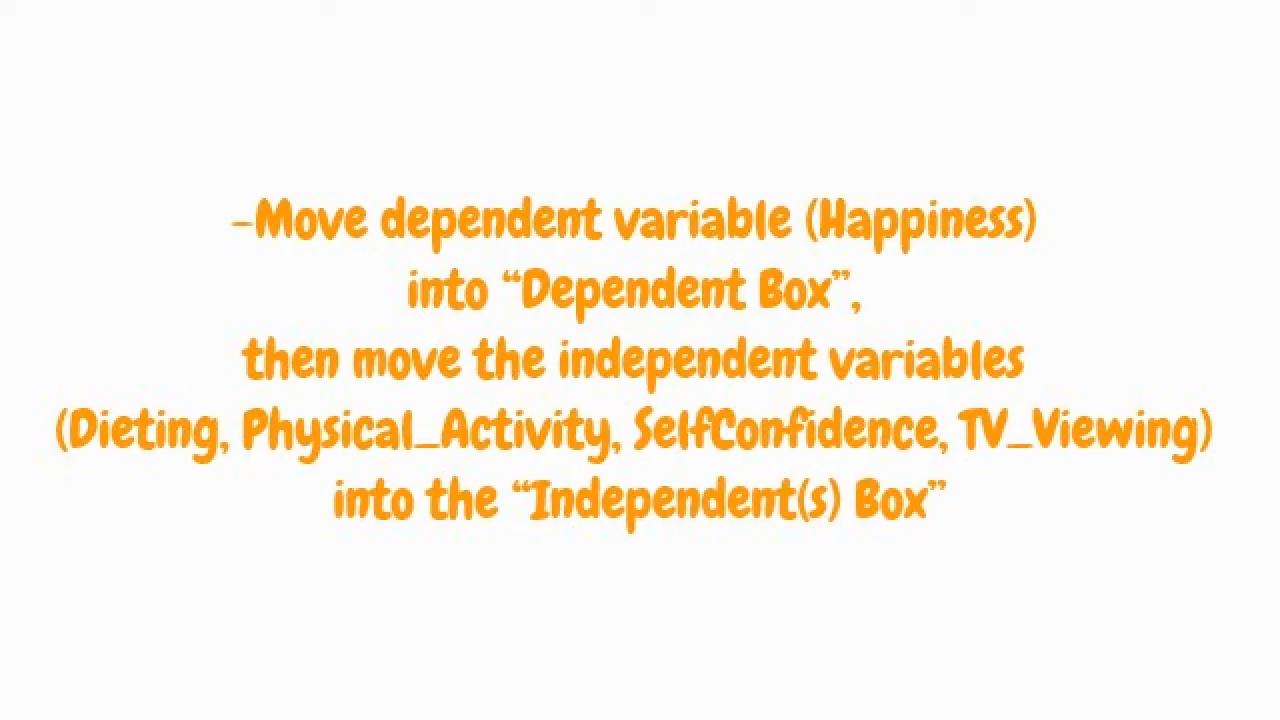 -Move dependent variable (Happiness)
into “Dependent Box”,
then move the independent variables
(Dieting, Physical_Activity, SelfConfidence, TV_Viewing)
into the “Independent(s) Box”